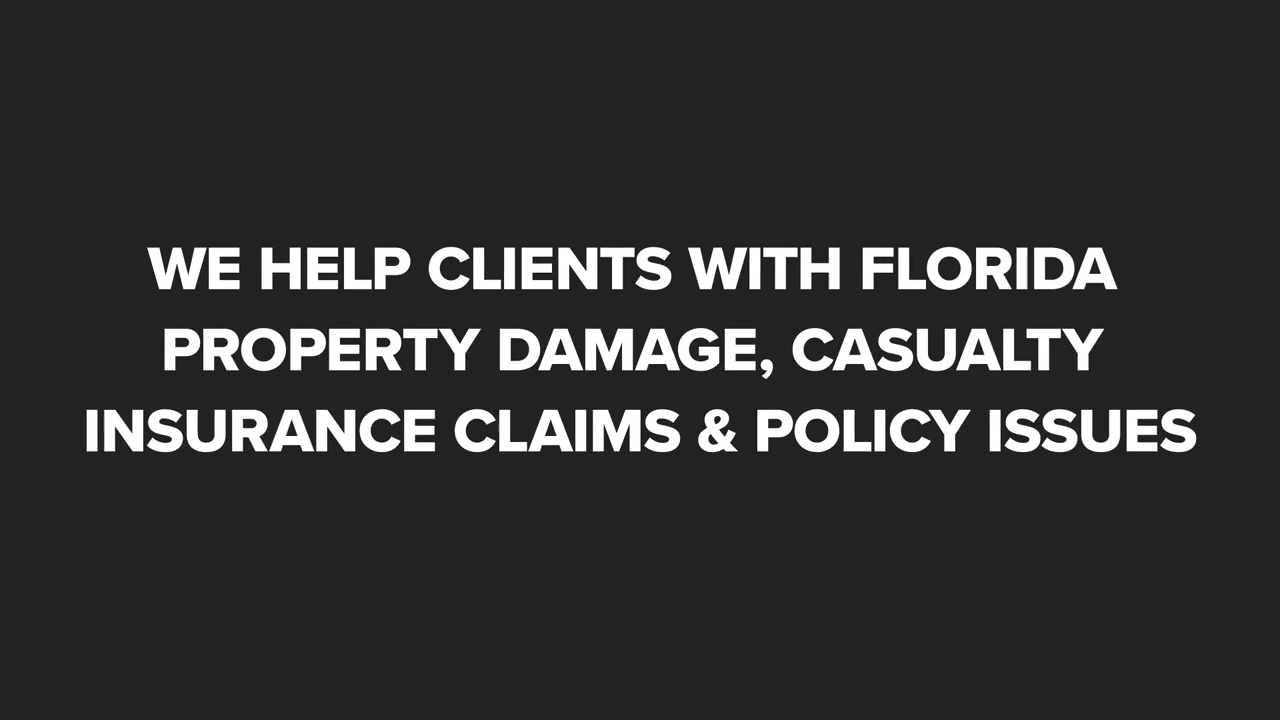 WE HELP CLIENTS WITH FLORIDA
PROPERTY DAMAGE, CASUALTY
INSURANCE CLAIMS & POLICY ISSUES